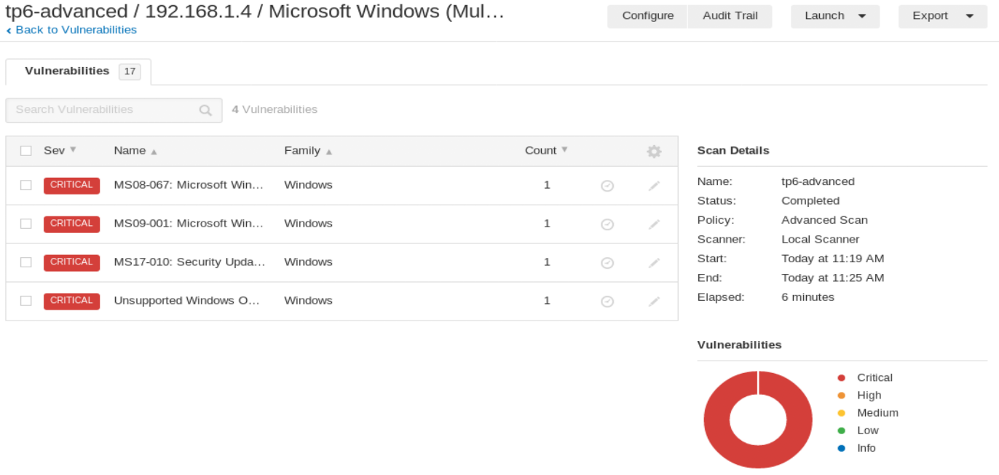 tp6-advanced / 192.168.1.4 / Microsoft Windows (Mul...
Configure Audit Trail Launch Export
‹ Back to Vulnerabilities
Vulnerabilities 17
Search Vulnerabilities 4 Vulnerabilities
Sev Name Family Count
CRITICAL MS08-067: Microsoft Win... Windows 1
CRITICAL MS09-001: Microsoft Win... Windows 1
CRITICAL MS17-010: Security Upda... Windows 1
CRITICAL Unsupported Windows O... Windows 1
Scan Details
Name: tp6-advanced
Status: Completed
Policy: Advanced Scan
Scanner: Local Scanner
Start: Today at 11:19 AM
End: Today at 11:25 AM
Elapsed: 6 minutes
Vulnerabilities
Critical
High
Medium
Low
Info